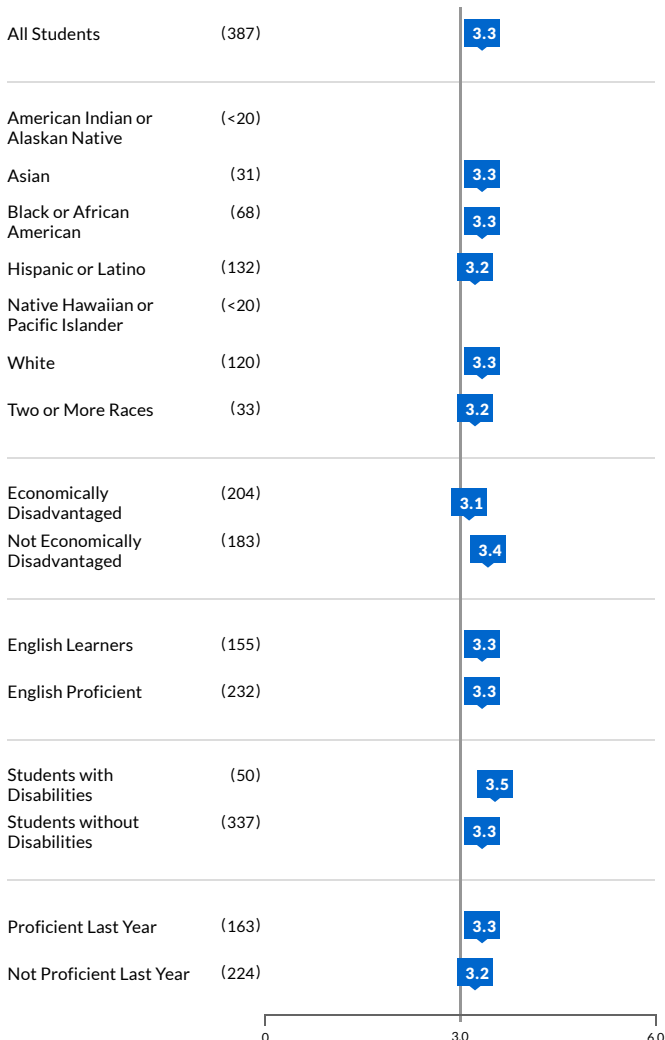 All Students (387) 3.3
American Indian or (<20)
Alaskan Native
Asian (31) 3.3
Black or African (68) 3.3
American
Hispanic or Latino (132) 3.2
Native Hawaiian or (<20)
Pacific Islander
White (120) 3.3
Two or More Races (33) 3.2
Economically (204) 3.1
Disadvantaged
Not Economically (183) 3.4
Disadvantaged
English Learners (155) 3.3
English Proficient (232) 3.3
Students with (50) 3.5
Disabilities
Students without (337) 3.3
Disabilities
Proficient Last Year (163) 3.3
Not Proficient Last Year (224) 3.2
0 3.0 6.0